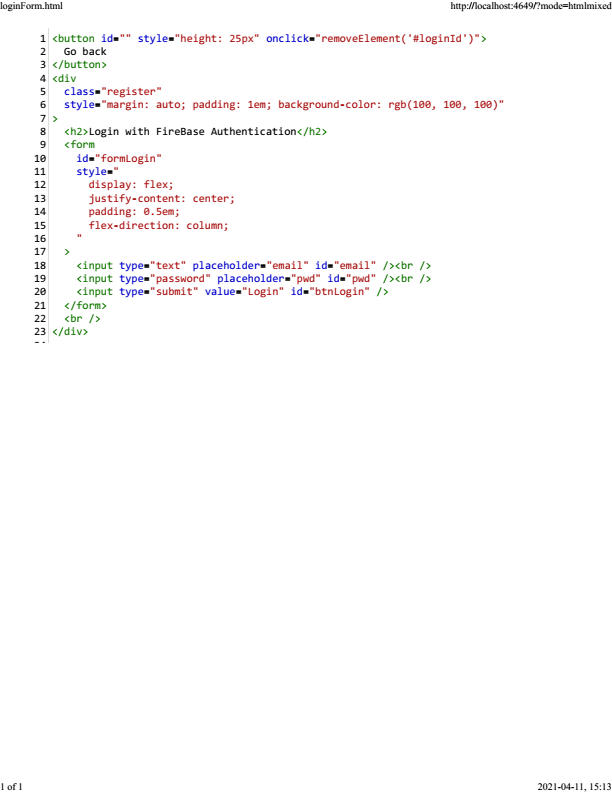 loginForm.html http://localhost:4649/?mode=htmlmixed
1 <button id="" style="height: 25px" onclick="removeElement('#loginId')">
2   Go back
3 </button>
4 <div
5   class="register"
6   style="margin: auto; padding: 1em; background-color: rgb(100, 100, 100)"
7 >
8   <h2>Login with FireBase Authentication</h2>
9   <form
10     id="formLogin"
11     style="
12       display: flex;
13       justify-content: center;
14       padding: 0.5em;
15       flex-direction: column;
16     "
17   >
18     <input type="text" placeholder="email" id="email" /><br />
19     <input type="password" placeholder="pwd" id="pwd" /><br />
20     <input type="submit" value="Login" id="btnLogin" />
21   </form>
22   <br />
23 </div>
1 of 1 2021-04-11, 15:13